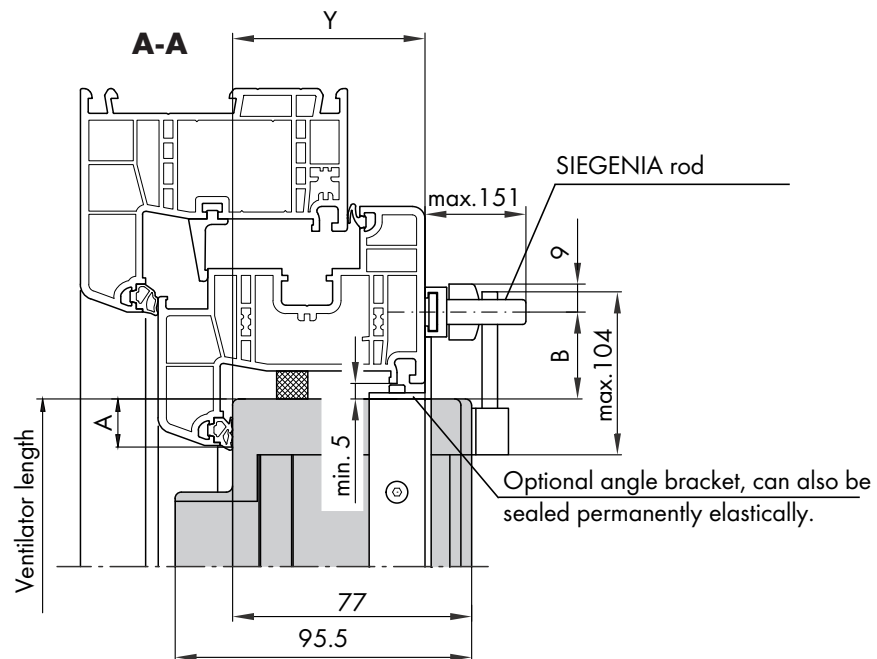 Y
A-A
SIEGENIA rod
max.151
9
B
max.104
A
min. 5
Ventilator length
Optional angle bracket, can also be
sealed permanently elastically.
77
95.5